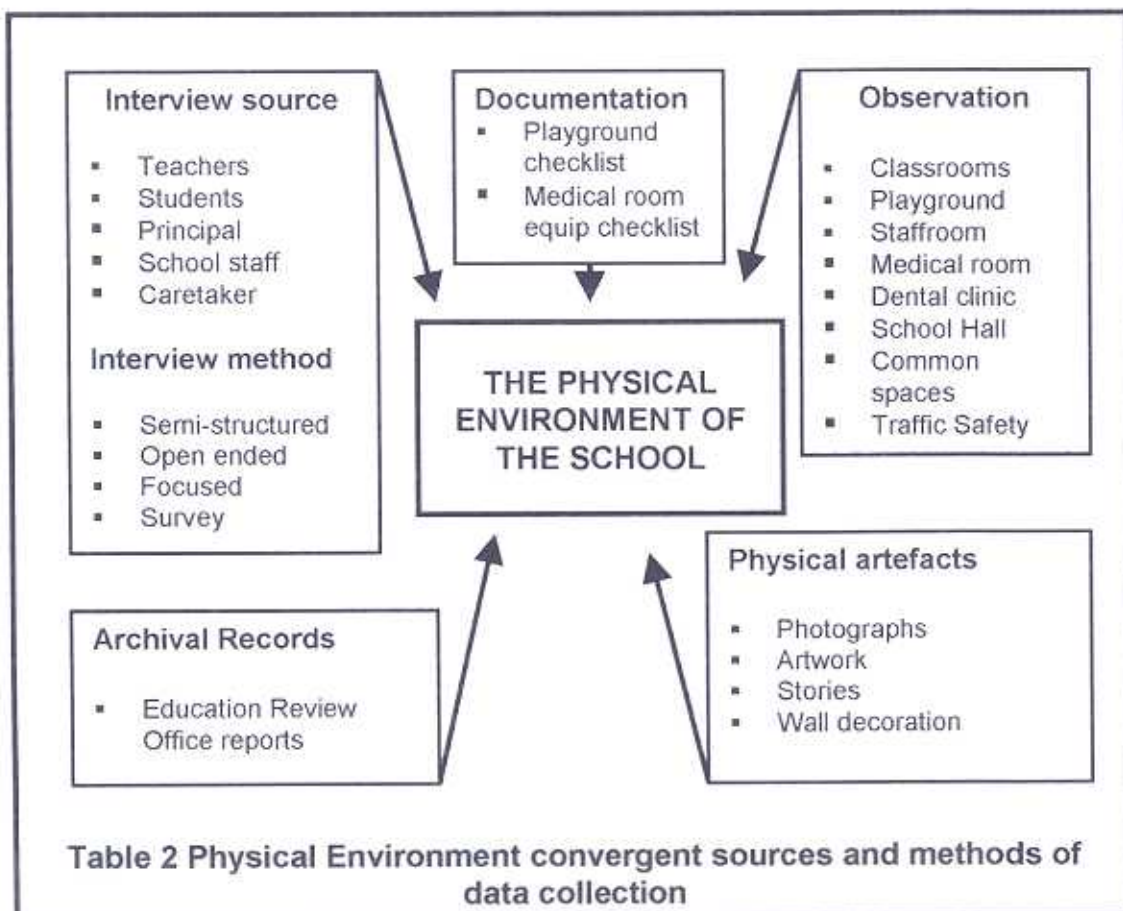 Interview source
▪ Teachers
▪ Students
▪ Principal
▪ School staff
▪ Caretaker
Interview method
▪ Semi-structured
▪ Open ended
▪ Focused
▪ Survey
Documentation
▪ Playground
checklist
▪ Medical room
equip checklist
Observation
▪ Classrooms
▪ Playground
▪ Staffroom
▪ Medical room
▪ Dental clinic
▪ School Hall
▪ Common
spaces
▪ Traffic Safety
THE PHYSICAL
ENVIRONMENT OF
THE SCHOOL
Archival Records
▪ Education Review
Office reports
Physical artefacts
▪ Photographs
▪ Artwork
▪ Stories
▪ Wall decoration
Table 2 Physical Environment convergent sources and methods of
data collection